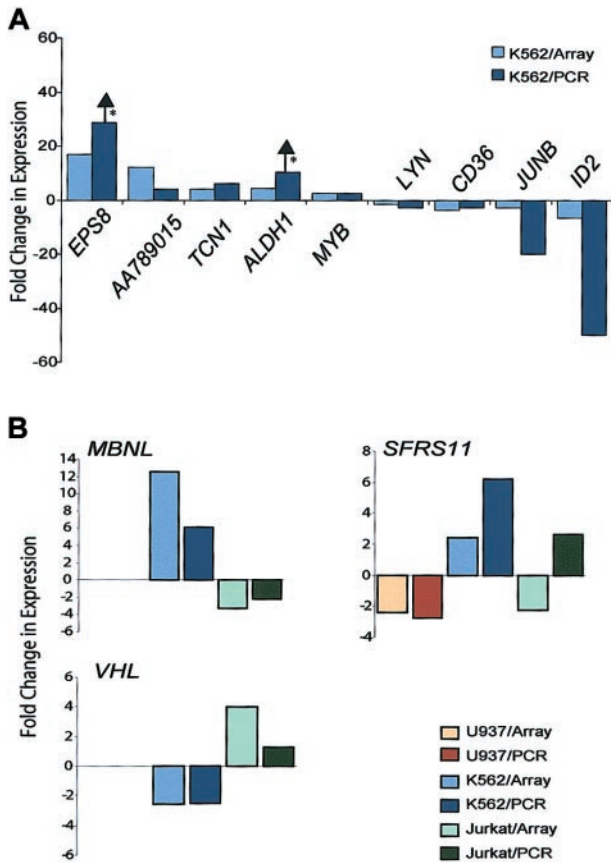 A
K562/Array
K562/PCR
Fold Change in Expression
60
40
20
0
-20
-40
-60
*
*
EPS8
AA789015
TCN1
ALDH1
MYB
LYN
CD36
JUNB
ID2
B
Fold Change in Expression
MBNL
14
12
10
8
6
4
2
0
-2
-4
-6
SFRS11
8
6
4
2
0
-2
-4
VHL
6
4
2
0
-2
-4
-6
U937/Array
U937/PCR
K562/Array
K562/PCR
Jurkat/Array
Jurkat/PCR